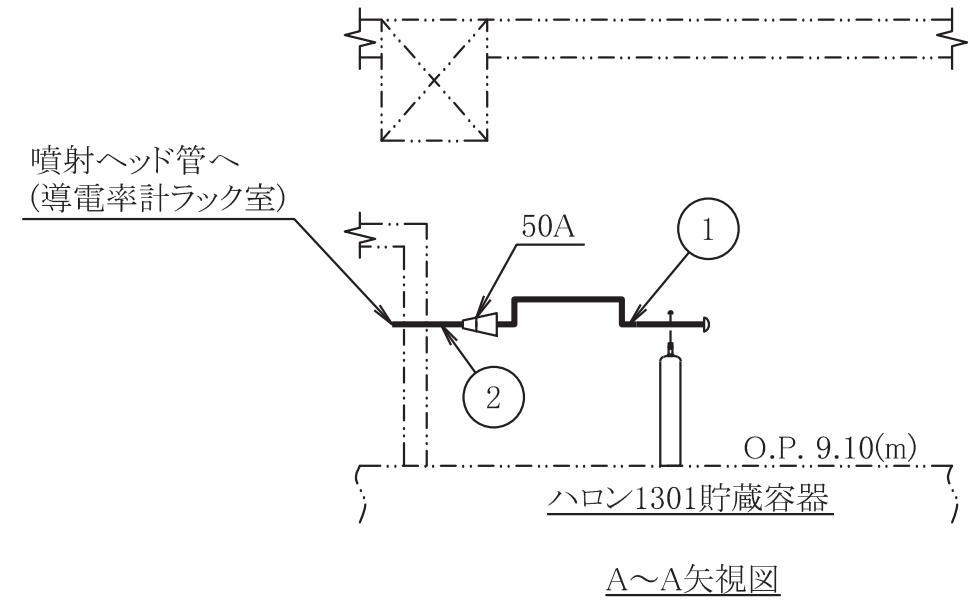 噴射ヘッド管へ
(導電率計ラック室)
50A
1
2
O.P. 9.10(m)
ハロン1301貯蔵容器
A～A矢視図